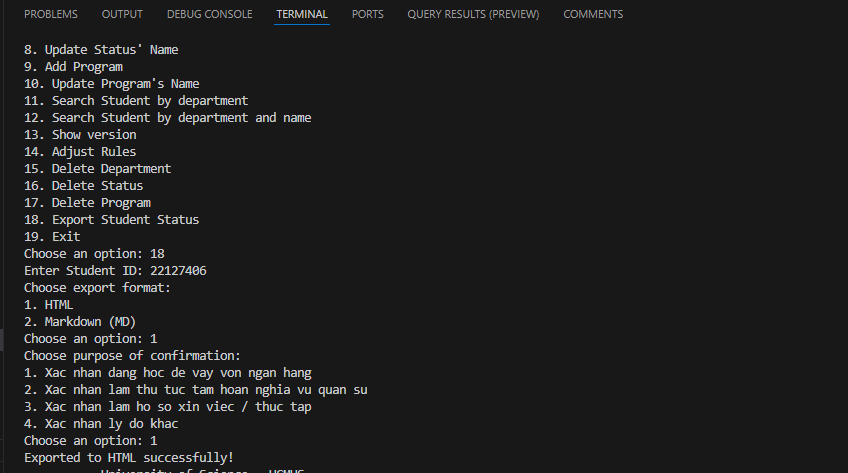 PROBLEMS OUTPUT DEBUG CONSOLE TERMINAL PORTS QUERY RESULTS (PREVIEW) COMMENTS
8. Update Status' Name
9. Add Program
10. Update Program's Name
11. Search Student by department
12. Search Student by department and name
13. Show version
14. Adjust Rules
15. Delete Department
16. Delete Status
17. Delete Program
18. Export Student Status
19. Exit
Choose an option: 18
Enter Student ID: 22127406
Choose export format:
1. HTML
2. Markdown (MD)
Choose an option: 1
Choose purpose of confirmation:
1. Xac nhan dang hoc de vay von ngan hang
2. Xac nhan lam thu tuc tam hoan nghia vu quan su
3. Xac nhan lam ho so xin viec / thuc tap
4. Xac nhan ly do khac
Choose an option: 1
Exported to HTML successfully!
University of Science